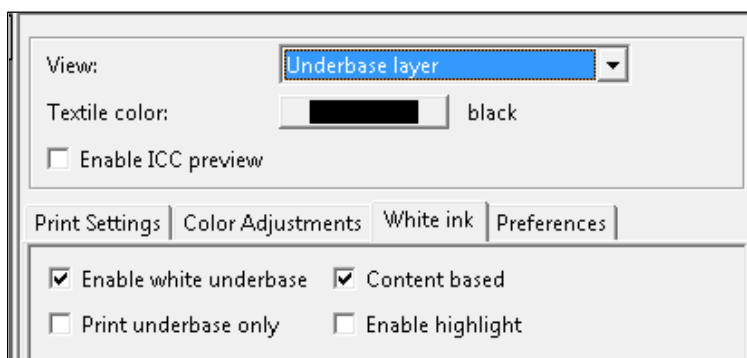 View: Underbase layer
Textile color: black
Enable ICC preview
Print Settings Color Adjustments White ink Preferences
Enable white underbase Content based
Print underbase only Enable highlight